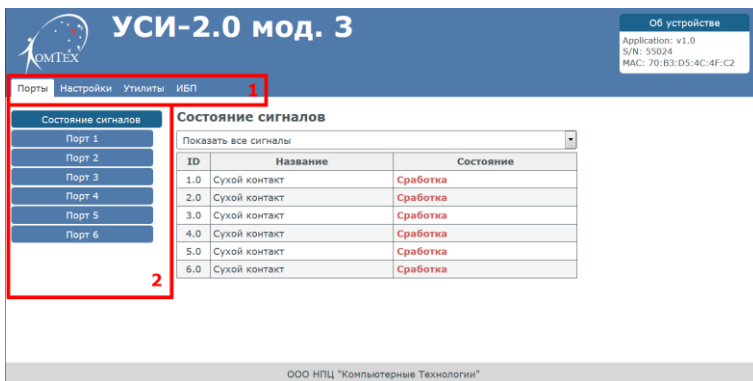 КОМТЕХ
УСИ-2.0 мод. 3
Об устройстве
Application: v1.0
S/N: 55024
MAC: 70:B3:D5:4C:4F:C2
Порты Настройки Утилиты ИБП 1
Состояние сигналов
Порт 1
Порт 2
Порт 3
Порт 4
Порт 5
Порт 6
2
Состояние сигналов
Показать все сигналы
ID Название Состояние
1.0 Сухой контакт Сработка
2.0 Сухой контакт Сработка
3.0 Сухой контакт Сработка
4.0 Сухой контакт Сработка
5.0 Сухой контакт Сработка
6.0 Сухой контакт Сработка
ООО НПЦ "Компьютерные Технологии"